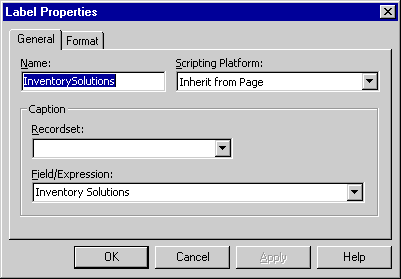 Label Properties
General Format
Name: Scripting Platform:
InventorySolutions Inherit from Page
Caption
Recordset:
Field/Expression:
Inventory Solutions
OK Cancel Apply Help